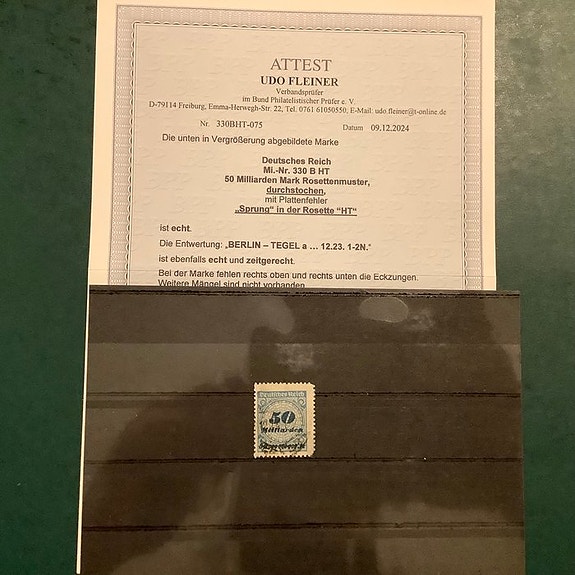 ATTEST
UDO FLEINER
Verbandsprüfer
im Bund Philatelistischer Prüfer e. V.
D-79114 Freiburg, Emma-Herwegh-Str. 22, Tel. 0761 61050550, E-Mail: udo.fleiner@t-online.de
Nr. 330BHT-075 Datum 09.12.2024
Die unten in Vergrößerung abgebildete Marke
Deutsches Reich
Mi.-Nr. 330 B HT
50 Milliarden Mark Rosettenmuster,
durchstochen,
mit Plattenfehler
„Sprung“ in der Rosette "HT"
ist echt.
Die Entwertung: „BERLIN – TEGEL a … 12.23. 1-2N.“
ist ebenfalls echt und zeitgerecht.
Bei der Marke fehlen rechts oben und rechts unten die Eckzungen.
Weitere Mängel sind nicht vorhanden
Deutsches Reich
50
Milliarden